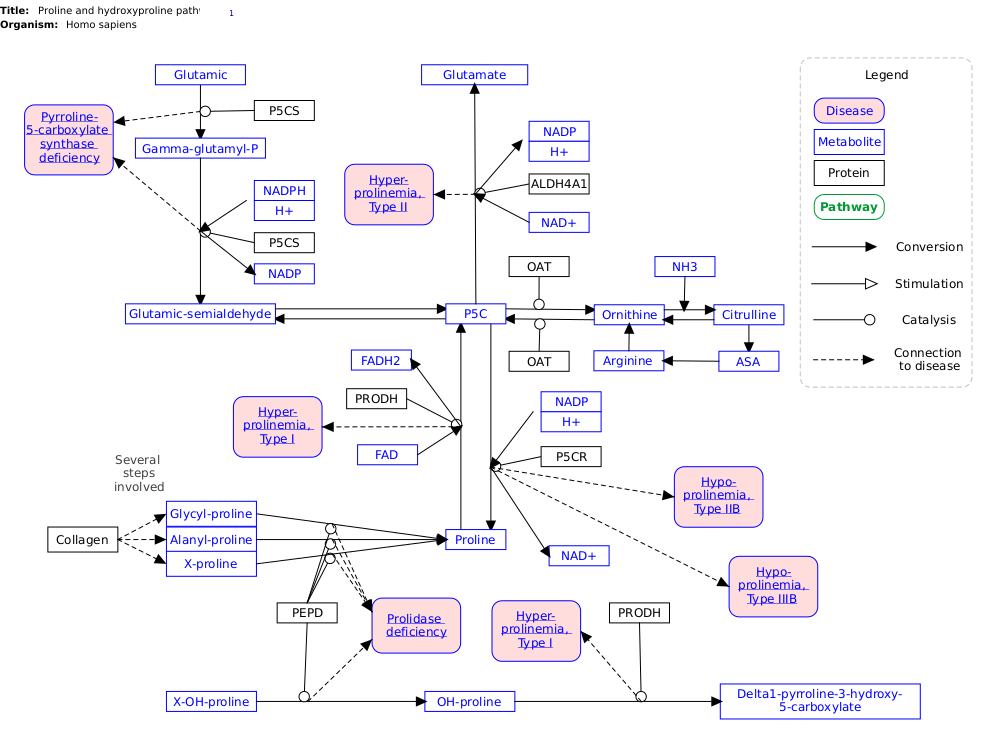 Title: Proline and hydroxyproline path
1
Organism: Homo sapiens
Glutamic
Glutamate
Legend
P5CS
Disease
Pyrroline-
5-carboxylate
synthase
deficiency
NADP
H+
Metabolite
Gamma-glutamyl-P
Protein
Hyper-
prolinemia,
Type II
ALDH4A1
NADPH
H+
Pathway
NAD+
P5CS
Conversion
NADP
OAT
NH3
Stimulation
Glutamic-semialdehyde
P5C
Ornithine
Citrulline
Catalysis
FADH2
OAT
Arginine
ASA
Connection
to disease
PRODH
NADP
H+
Hyper-
prolinemia,
Type I
FAD
P5CR
Several
steps
involved
Hypo-
prolinemia,
Type IIB
Glycyl-proline
Collagen
Alanyl-proline
Proline
X-proline
NAD+
Hypo-
prolinemia,
Type IIIB
PEPD
Prolidase
deficiency
Hyper-
prolinemia,
Type I
PRODH
X-OH-proline
OH-proline
Delta1-pyrroline-3-hydroxy-
5-carboxylate